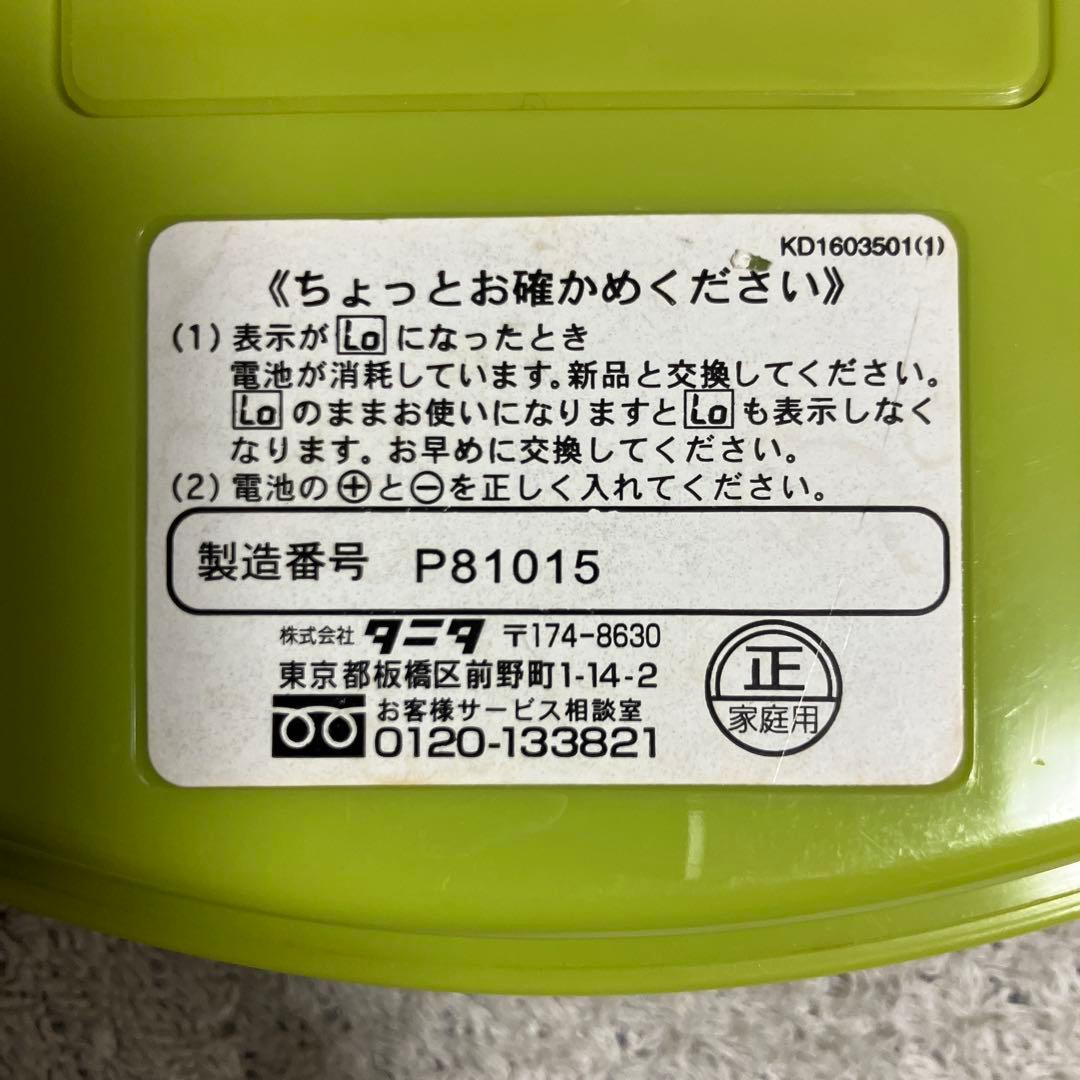 KD1603501(1)
《ちょっとお確かめください》
(1) 表示が Lo になったとき
電池が消耗しています。新品と交換してください。
Lo のままお使いになりますと Lo も表示しなく
なります。お早めに交換してください。
(2) 電池の ⊕ と ⊖ を正しく入れてください。
製造番号 P81015
株式会社 タニタ 〒174-8630
東京都板橋区前野町1-14-2
お客様サービス相談室
0120-133821
正
家庭用